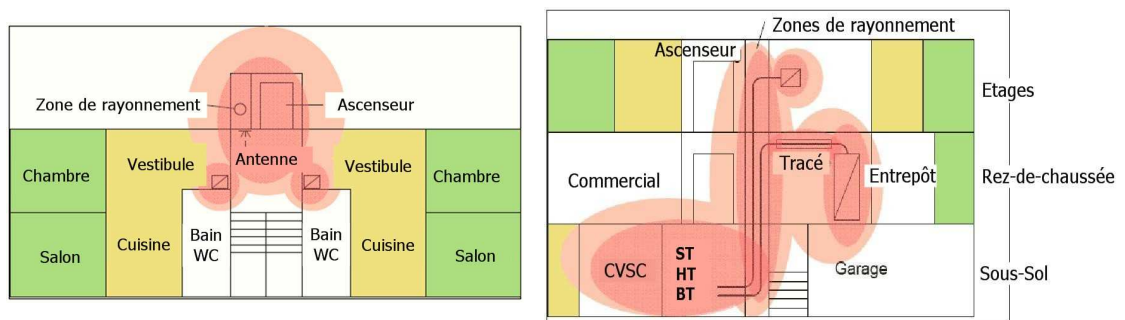 Zone de rayonnement
Ascenseur
Antenne
Vestibule
Vestibule
Chambre
Chambre
Cuisine
Bain
WC
Bain
WC
Cuisine
Salon
Salon
Zones de rayonnement
Ascenseur
Etages
Commercial
Tracé
Entrepôt
Rez-de-chaussée
CVSC
ST
HT
BT
Garage
Sous-Sol